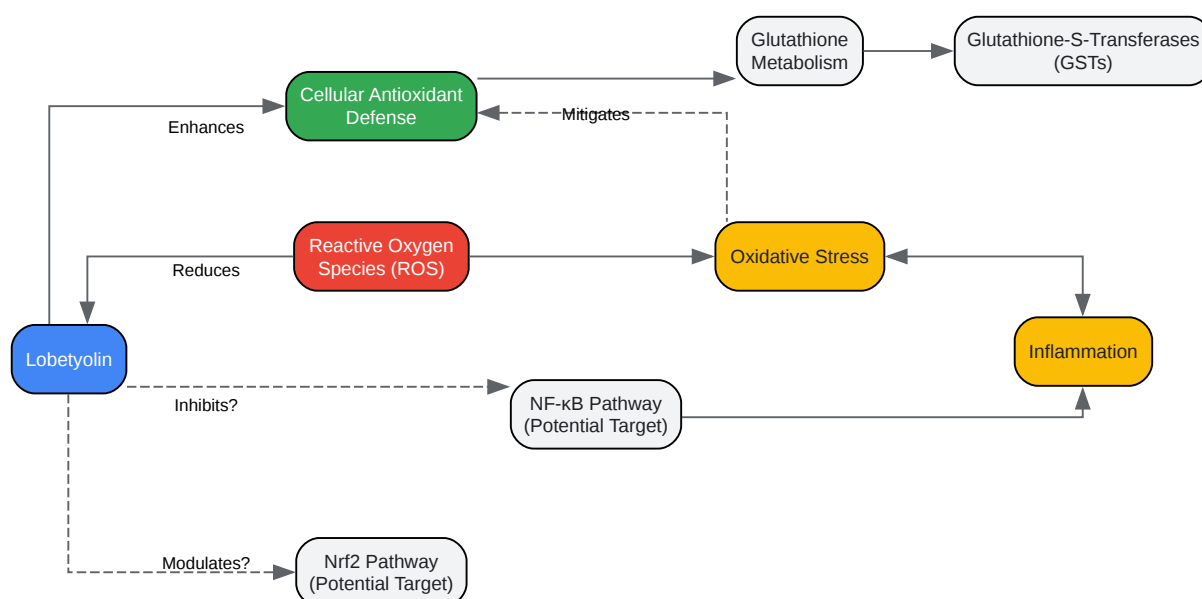 Glutathione
Metabolism
Glutathione-S-Transferases
(GSTs)
Cellular Antioxidant
Defense
Enhances
Mitigates
Reactive Oxygen
Species (ROS)
Reduces
Oxidative Stress
Lobetyolin
Inflammation
Inhibits?
NF-κB Pathway
(Potential Target)
Modulates?
Nrf2 Pathway
(Potential Target)